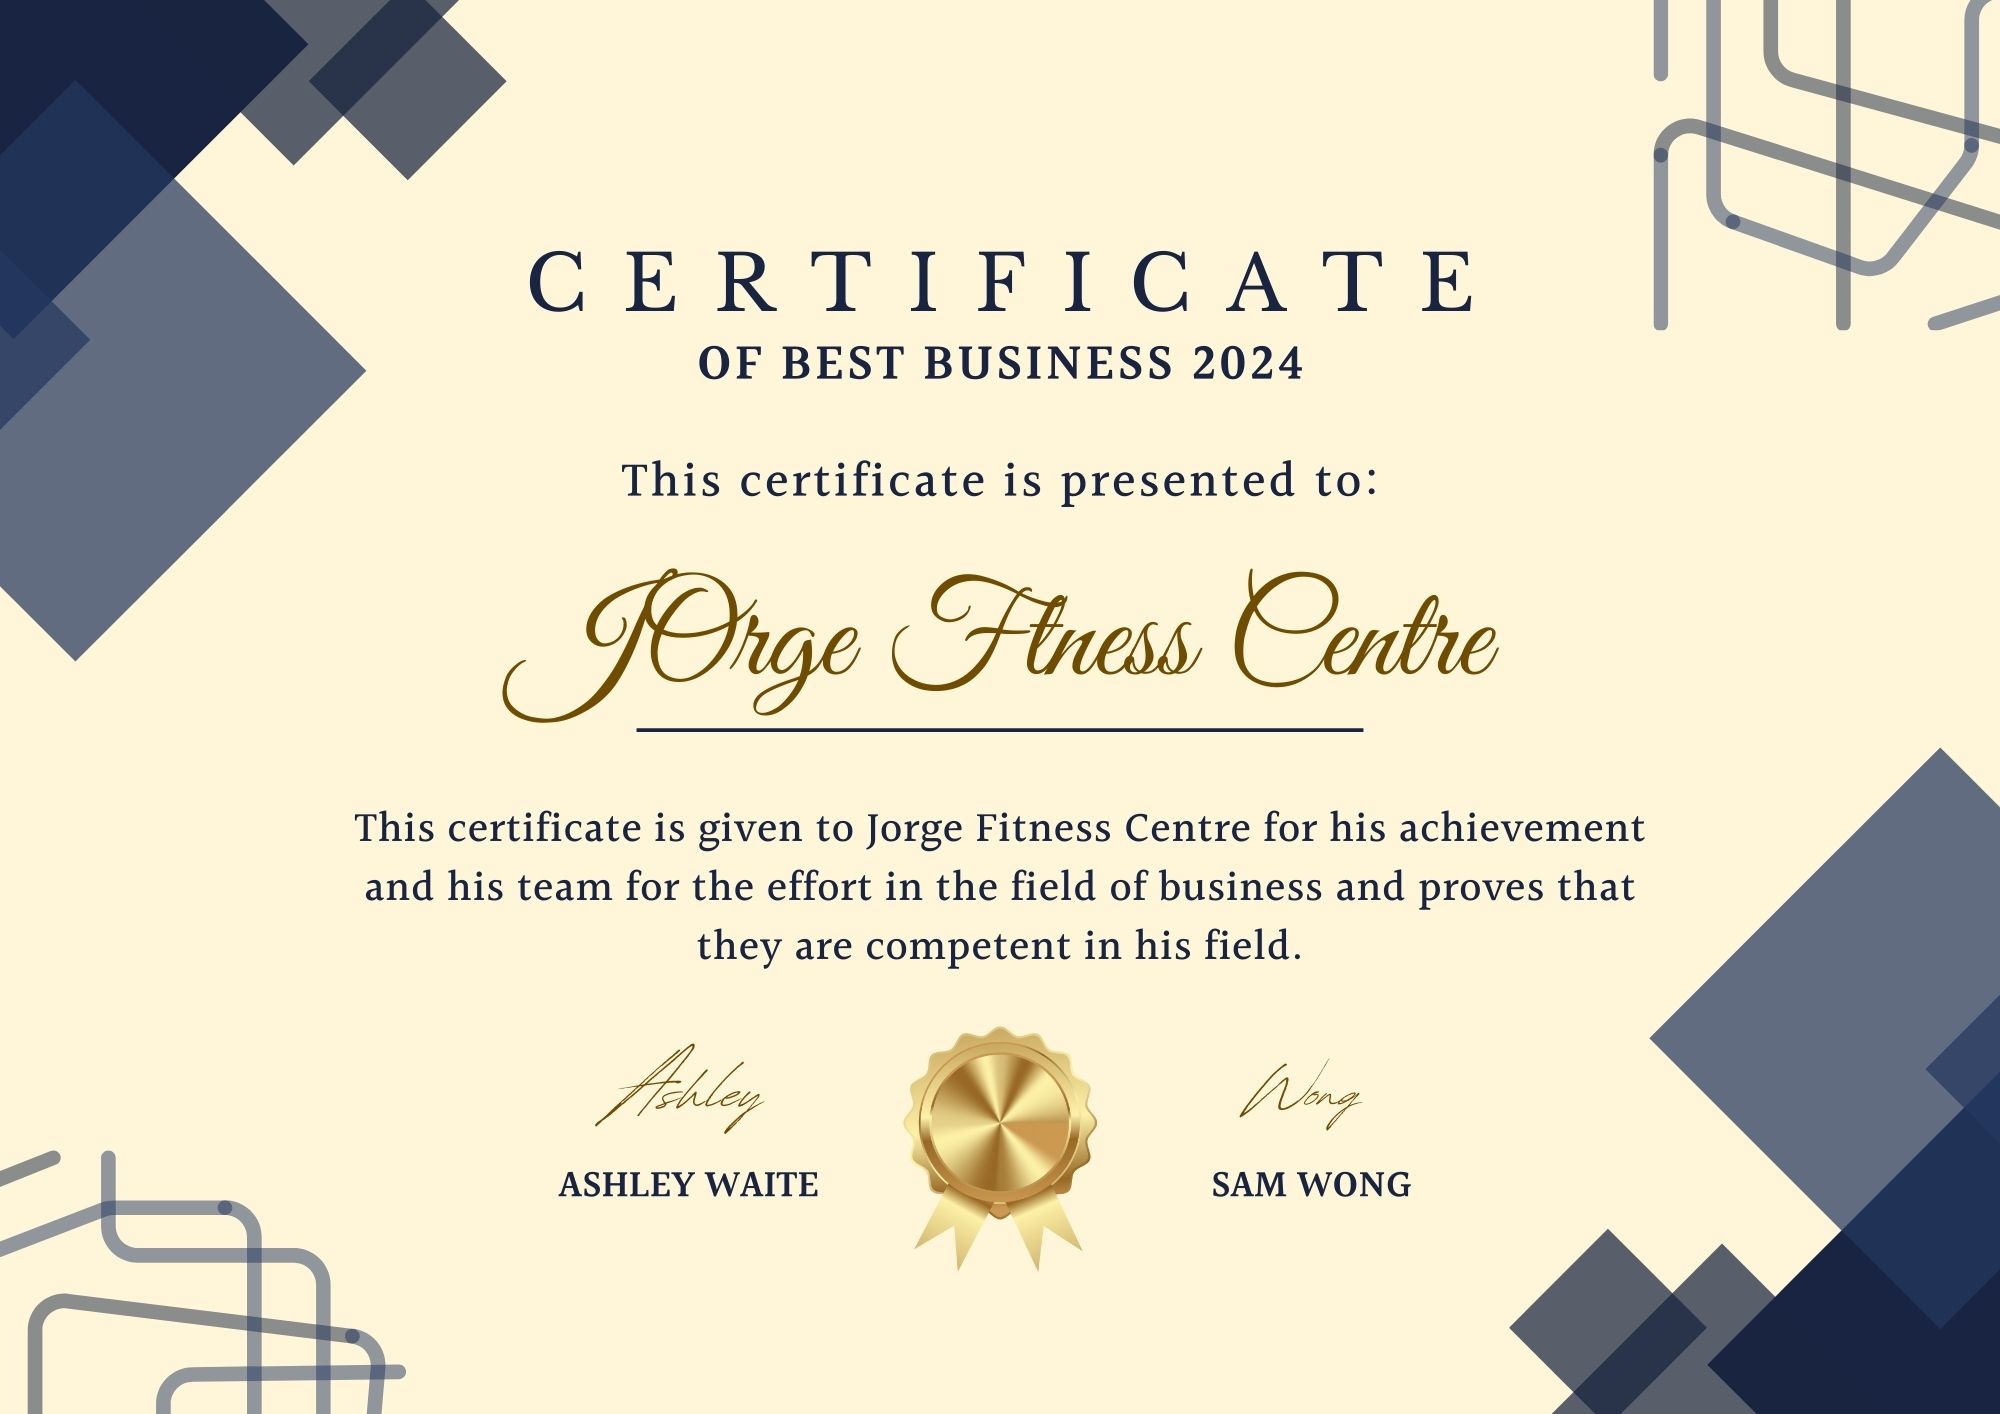 CERTIFICATE
OF BEST BUSINESS 2024
This certificate is presented to:
JOrge Ftness Centre
This certificate is given to Jorge Fitness Centre for his achievement
and his team for the effort in the field of business and proves that
they are competent in his field.
Ashley
Wong
ASHLEY WAITE
SAM WONG